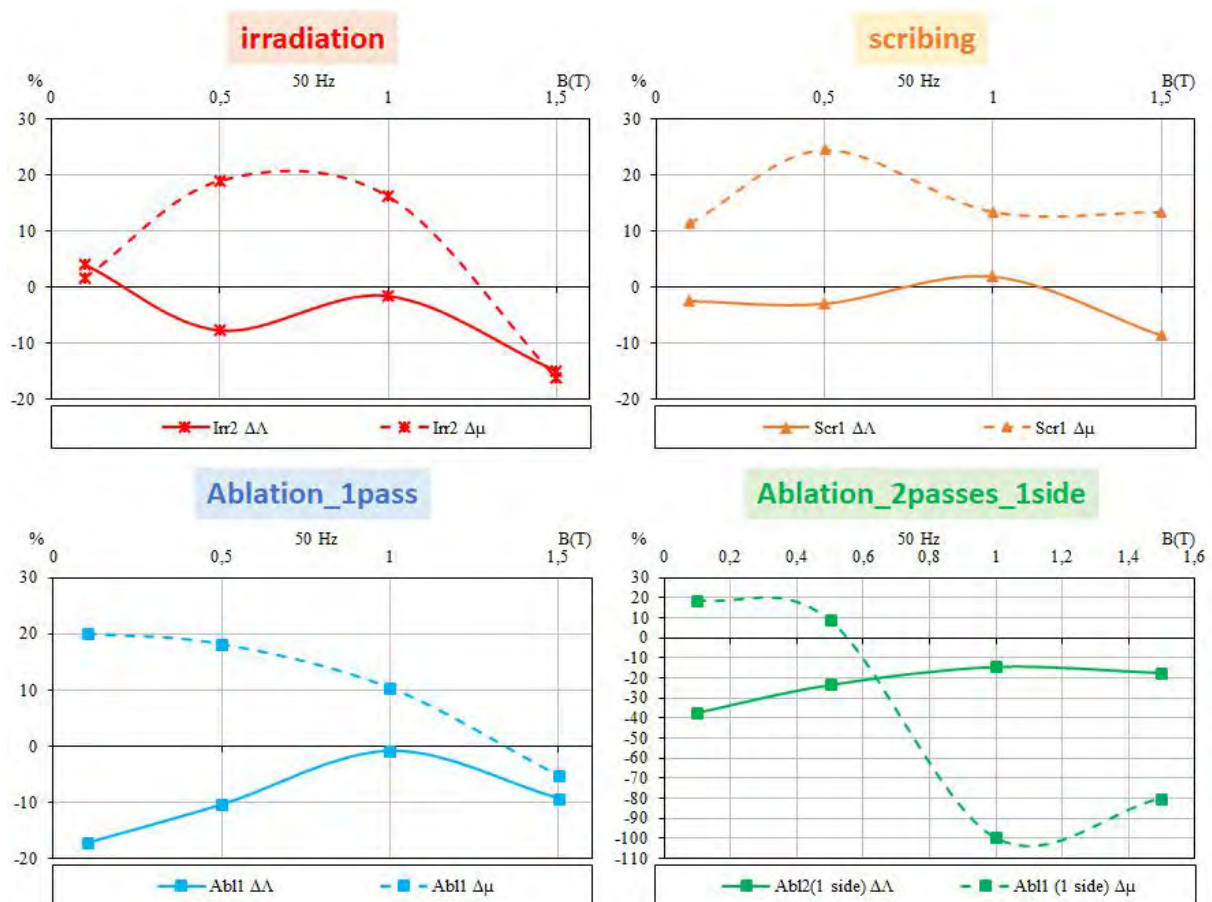 irradiation
% 50 Hz B(T)
0 0,5 1 1,5
30
20
10
0
-10
-20
Irr2 ΔΛ Irr2 Δμ
scribing
% 50 Hz B(T)
0 0,5 1 1,5
30
20
10
0
-10
-20
Scr1 ΔΛ Scr1 Δμ
Ablation_1pass
% 50 Hz B(T)
0 0,5 1 1,5
30
20
10
0
-10
-20
Abl1 ΔΛ Abl1 Δμ
Ablation_2passes_1side
% 50 Hz B(T)
0 0,2 0,4 0,6 0,8 1 1,2 1,4 1,6
30
20
10
0
-10
-20
-30
-40
-50
-60
-70
-80
-90
-100
-110
Abl2(1 side) ΔΛ Abl1 (1 side) Δμ